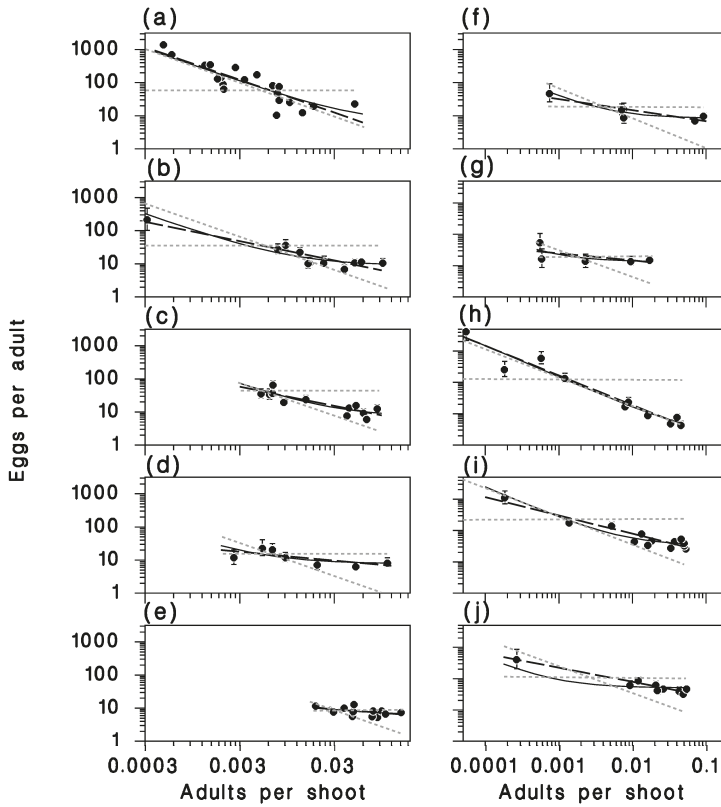 (a)
1000
100
10
1
(b)
1000
100
10
1
(c)
1000
100
10
1
(d)
1000
100
10
1
(e)
1000
100
10
1
0.0003 0.003 0.03
Adults per shoot
Eggs per adult
(f)
(g)
(h)
(i)
(j)
0.0001 0.001 0.01 0.1
Adults per shoot